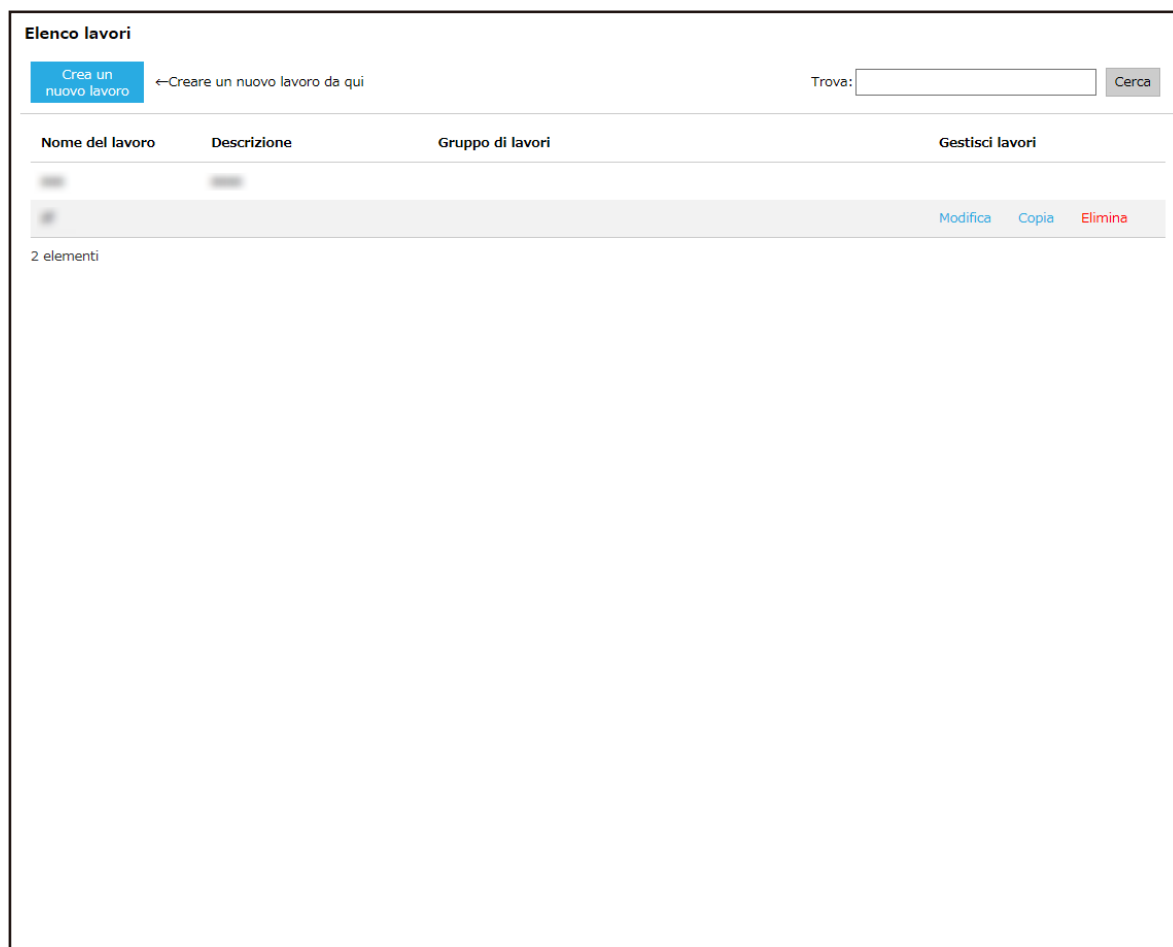 Elenco lavori
Crea un
nuovo lavoro
←Creare un nuovo lavoro da qui
Trova:
Cerca
Nome del lavoro Descrizione Gruppo di lavori Gestisci lavori
Modifica Copia Elimina
2 elementi